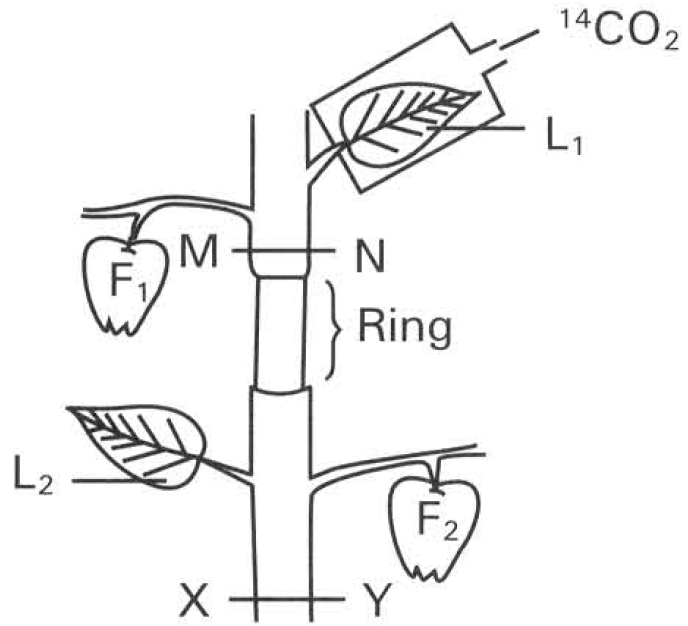 ¹⁴CO₂
L₁
M N
F₁
Ring
L₂
F₂
X Y